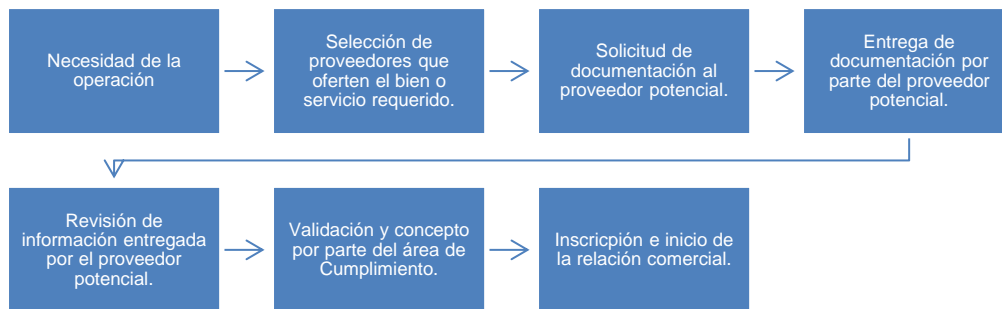 Necesidad de la
operación
Selección de
proveedores que
oferten el bien o
servicio requerido.
Solicitud de
documentación al
proveedor potencial.
Entrega de
documentación por
parte del proveedor
potencial.
Revisión de
información entregada
por el proveedor
potencial.
Validación y concepto
por parte del área de
Cumplimiento.
Inscripción e inicio de
la relación comercial.